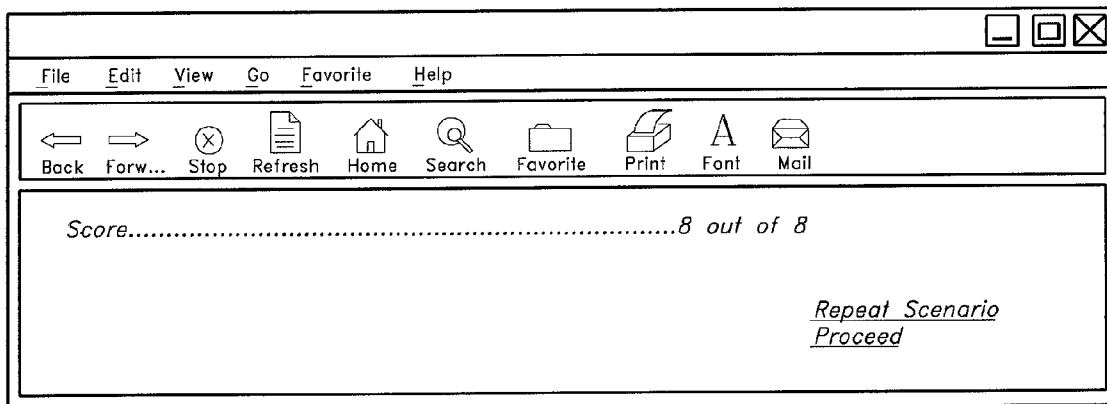 File Edit View Go Favorite Help
Back Forw... Stop Refresh Home Search Favorite Print Font Mail
Score......................................................................8 out of 8
Repeat Scenario
Proceed